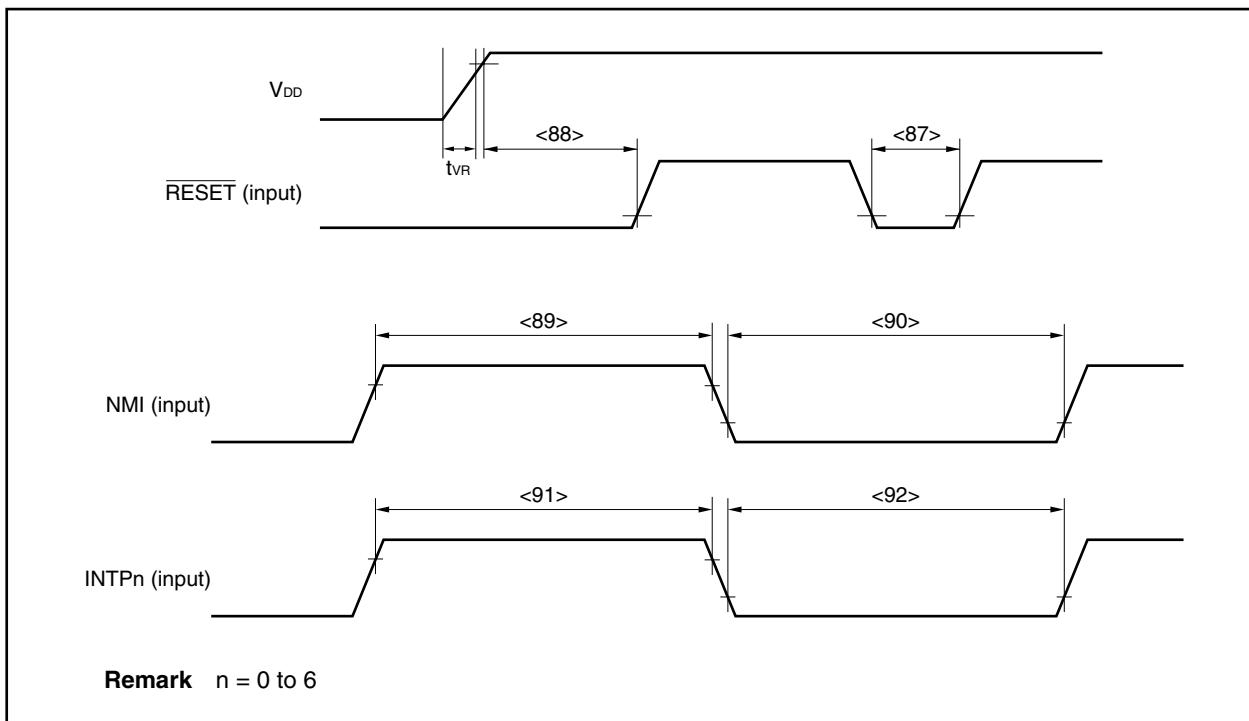 VDD
<88>
<87>
tVR
RESET (input)
<89>
<90>
NMI (input)
<91>
<92>
INTPn (input)
Remark n = 0 to 6